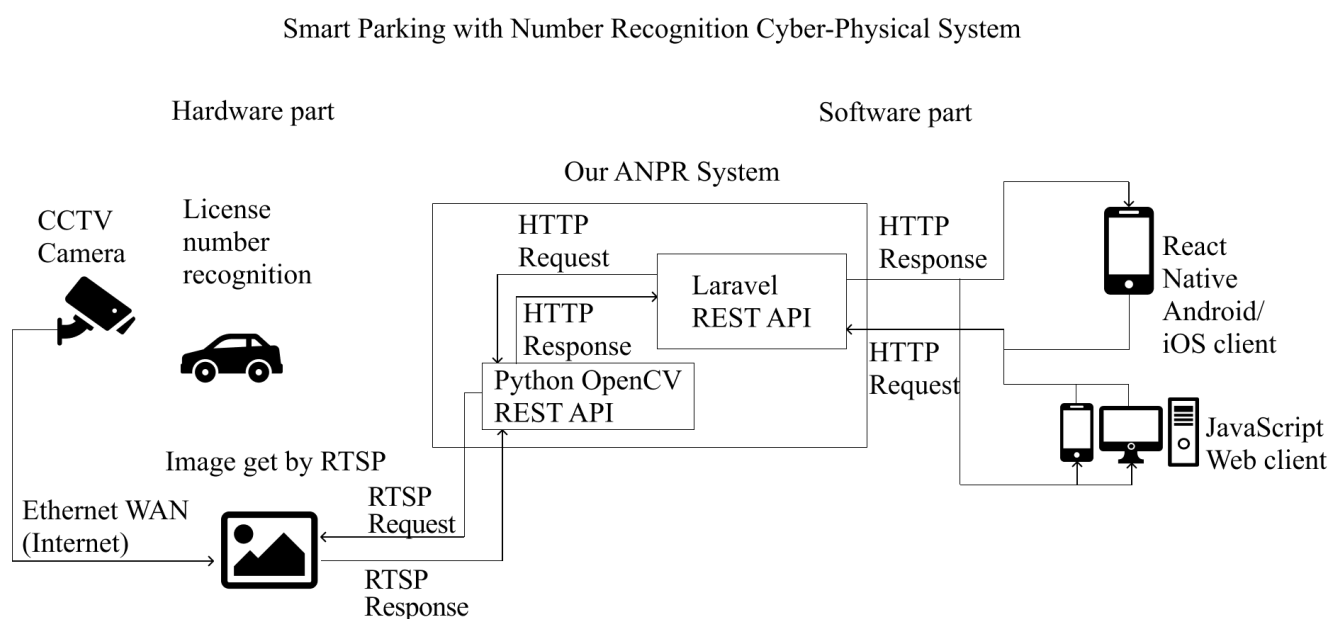 Smart Parking with Number Recognition Cyber-Physical System
Hardware part
Software part
Our ANPR System
CCTV
Camera
License
number
recognition
HTTP
Request
HTTP
Response
Laravel
REST API
HTTP
Response
HTTP
Request
Python OpenCV
REST API
React
Native
Android/
iOS client
JavaScript
Web client
Image get by RTSP
Ethernet WAN
(Internet)
RTSP
Request
RTSP
Response